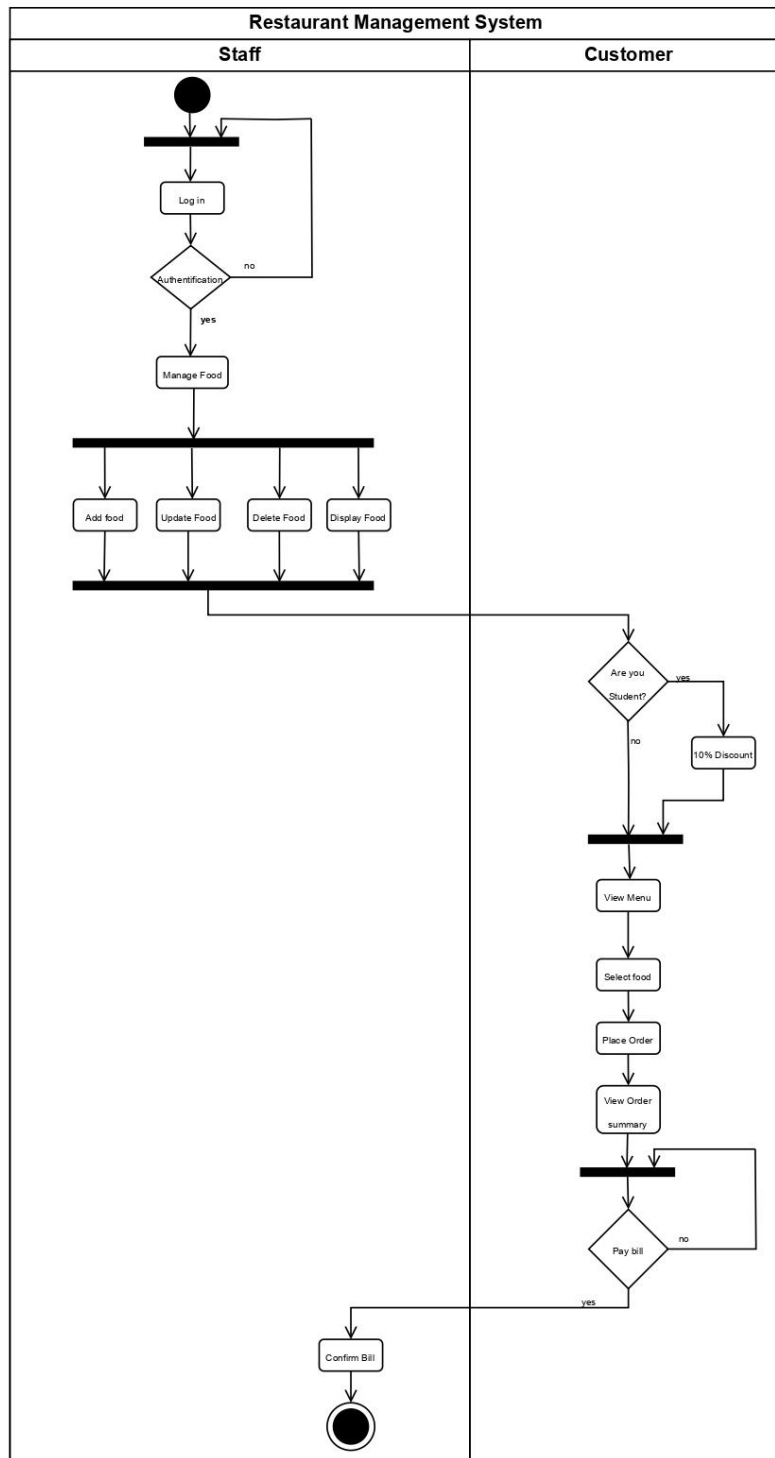 Restaurant Management System
Staff
Customer
Log in
Authentification
no
yes
Manage Food
Add food
Update Food
Delete Food
Display Food
Are you
Student?
yes
no
10% Discount
View Menu
Select food
Place Order
View Order
summary
Pay bill
no
yes
Confirm Bill